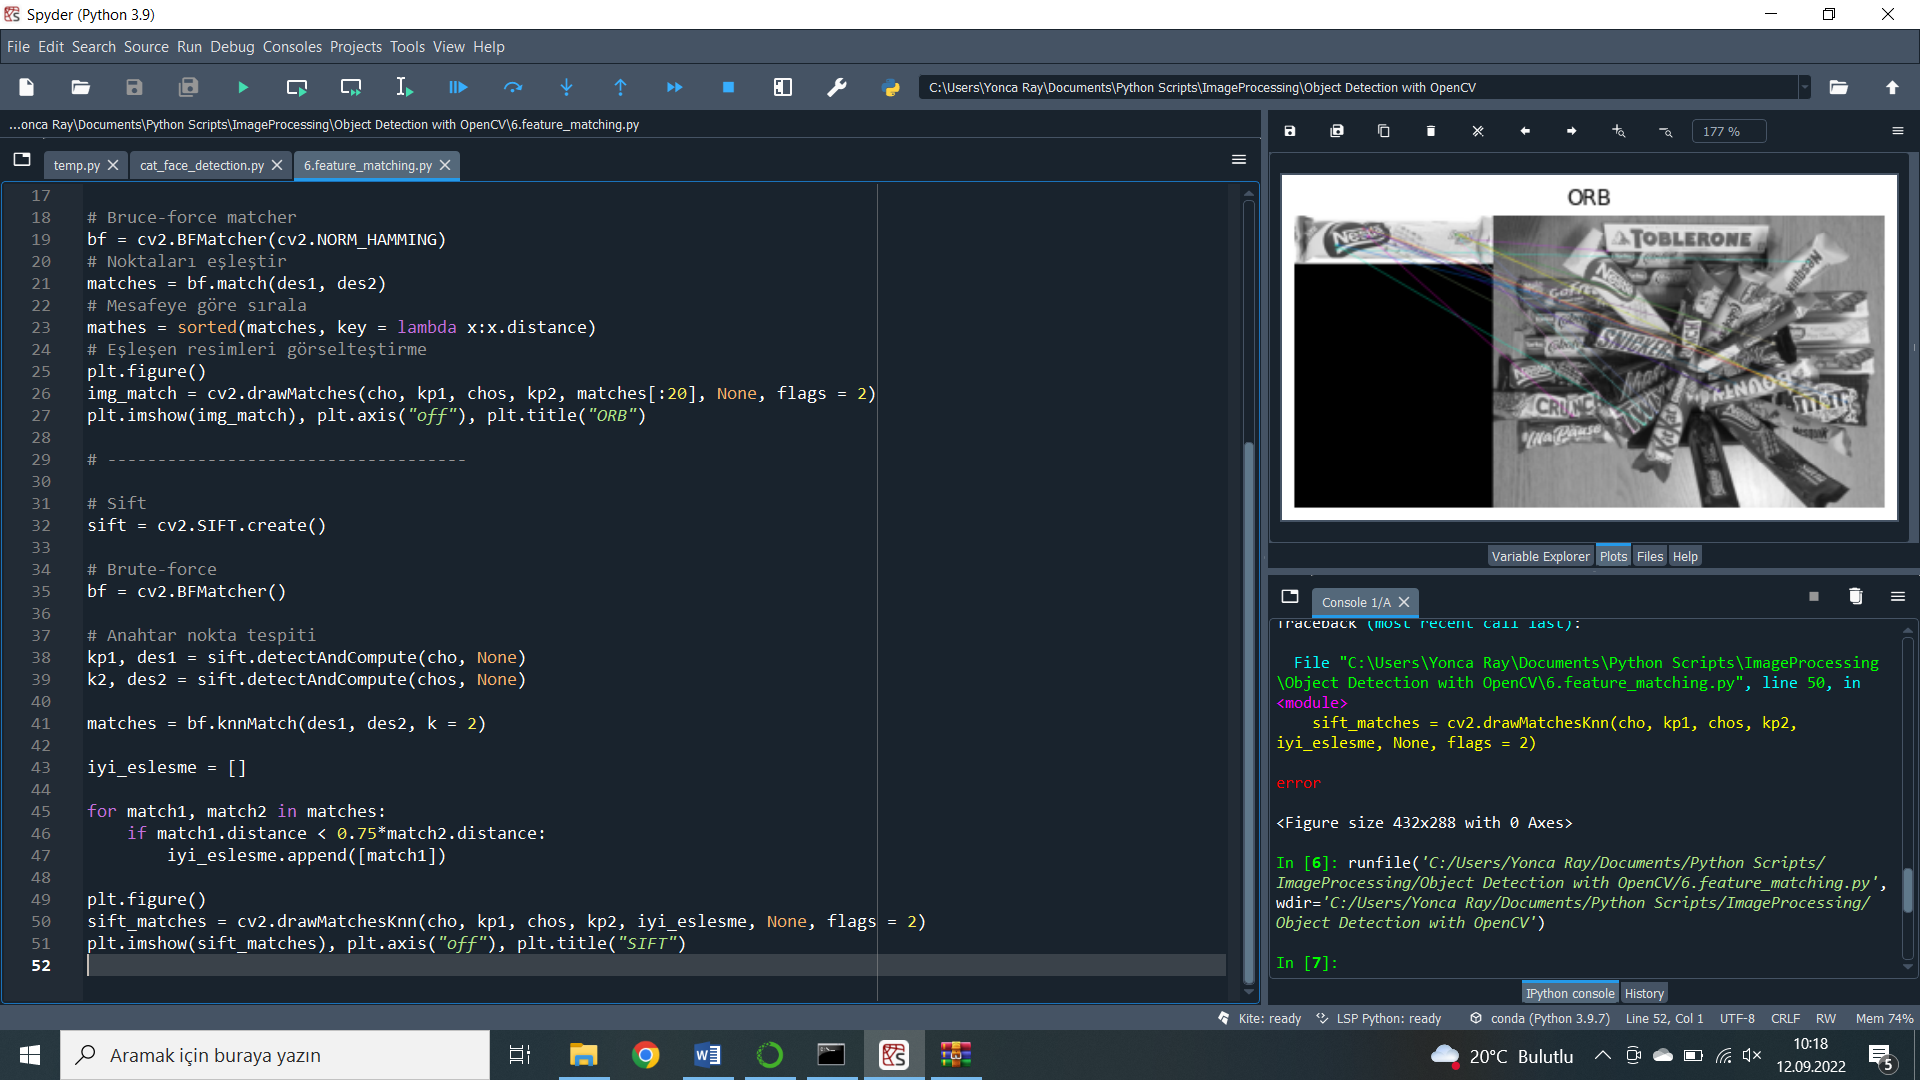 Spyder (Python 3.9)
File Edit Search Source Run Debug Consoles Projects Tools View Help
C:\Users\Yonca Ray\Documents\Python Scripts\ImageProcessing\Object Detection with OpenCV
...onca Ray\Documents\Python Scripts\ImageProcessing\Object Detection with OpenCV\6.feature_matching.py
temp.py cat_face_detection.py 6.feature_matching.py
17
18 # Bruce-force matcher
19 bf = cv2.BFMatcher(cv2.NORM_HAMMING)
20 # Noktaları eşleştir
21 matches = bf.match(des1, des2)
22 # Mesafeye göre sırala
23 mathes = sorted(matches, key = lambda x:x.distance)
24 # Eşleşen resimleri görselteştirme
25 plt.figure()
26 img_match = cv2.drawMatches(cho, kp1, chos, kp2, matches[:20], None, flags = 2)
27 plt.imshow(img_match), plt.axis("off"), plt.title("ORB")
28
29 # ------------------------------------
30
31 # Sift
32 sift = cv2.SIFT.create()
33
34 # Brute-force
35 bf = cv2.BFMatcher()
36
37 # Anahtar nokta tespiti
38 kp1, des1 = sift.detectAndCompute(cho, None)
39 k2, des2 = sift.detectAndCompute(chos, None)
40
41 matches = bf.knnMatch(des1, des2, k = 2)
42
43 iyi_eslesme = []
44
45 for match1, match2 in matches:
46 if match1.distance < 0.75*match2.distance:
47 iyi_eslesme.append([match1])
48
49 plt.figure()
50 sift_matches = cv2.drawMatchesKnn(cho, kp1, chos, kp2, iyi_eslesme, None, flags = 2)
51 plt.imshow(sift_matches), plt.axis("off"), plt.title("SIFT")
52
177 %
ORB
Nestle
TOBLERONE
Nestle
Coffee
SNICKERS
BOUNTY
CRUNCH
TWIX
KitKat
m&m's
Variable Explorer Plots Files Help
Console 1/A
Traceback (most recent call last):
File "C:\Users\Yonca Ray\Documents\Python Scripts\ImageProcessing
\Object Detection with OpenCV\6.feature_matching.py", line 50, in
<module>
sift_matches = cv2.drawMatchesKnn(cho, kp1, chos, kp2,
iyi_eslesme, None, flags = 2)
error
<Figure size 432x288 with 0 Axes>
In [6]: runfile('C:/Users/Yonca Ray/Documents/Python Scripts/
ImageProcessing/Object Detection with OpenCV/6.feature_matching.py',
wdir='C:/Users/Yonca Ray/Documents/Python Scripts/ImageProcessing/
Object Detection with OpenCV')
In [7]:
IPython console History
Kite: ready LSP Python: ready conda (Python 3.9.7) Line 52, Col 1 UTF-8 CRLF RW Mem 74%
Aramak için buraya yazın
20°C Bulutlu
10:18
12.09.2022
5